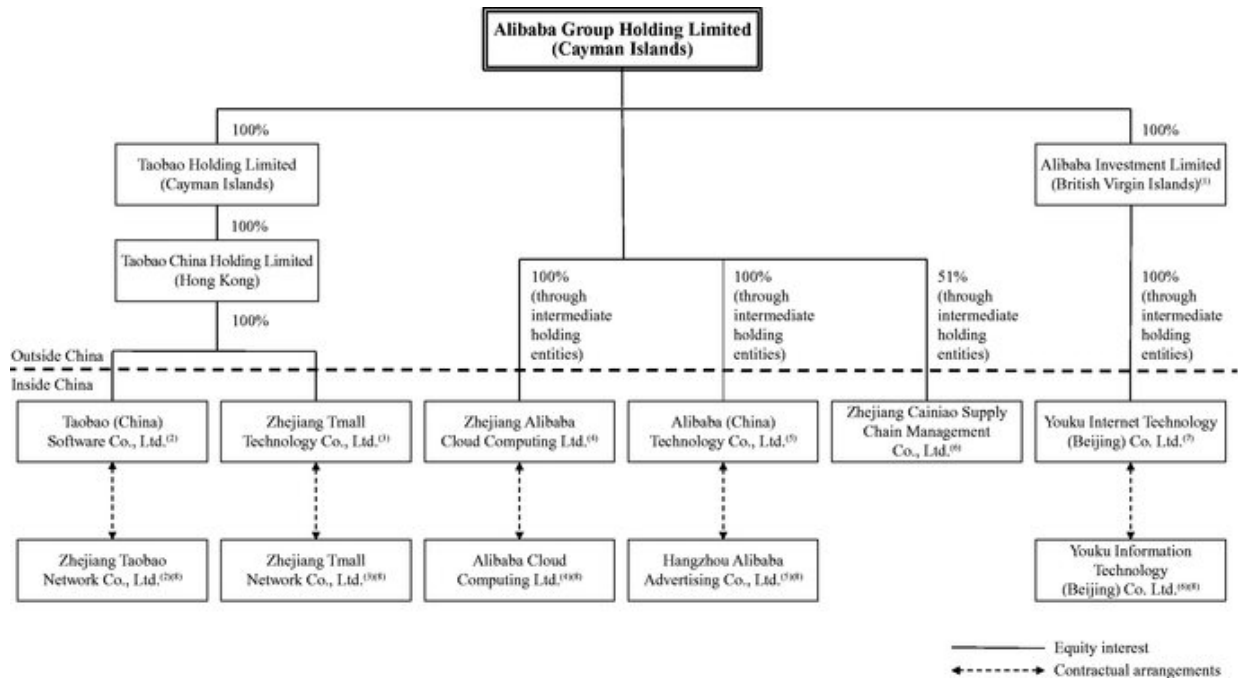 Alibaba Group Holding Limited
(Cayman Islands)
100%
100%
Taobao Holding Limited
(Cayman Islands)
Alibaba Investment Limited
(British Virgin Islands)⁽¹⁾
100%
Taobao China Holding Limited
(Hong Kong)
100%
100%
(through
intermediate
holding
entities)
100%
(through
intermediate
holding
entities)
51%
(through
intermediate
holding
entities)
100%
(through
intermediate
holding
entities)
Outside China
Inside China
Taobao (China)
Software Co., Ltd.⁽²⁾
Zhejiang Tmall
Technology Co., Ltd.⁽³⁾
Zhejiang Alibaba
Cloud Computing Ltd.⁽⁴⁾
Alibaba (China)
Technology Co., Ltd.⁽⁵⁾
Zhejiang Cainiao Supply
Chain Management
Co., Ltd.⁽⁶⁾
Youku Internet Technology
(Beijing) Co. Ltd.⁽⁷⁾
Zhejiang Taobao
Network Co., Ltd.⁽²⁾⁽⁸⁾
Zhejiang Tmall
Network Co., Ltd.⁽³⁾⁽⁸⁾
Alibaba Cloud
Computing Ltd.⁽⁴⁾⁽⁸⁾
Hangzhou Alibaba
Advertising Co., Ltd.⁽⁵⁾⁽⁸⁾
Youku Information
Technology
(Beijing) Co. Ltd.⁽⁶⁾⁽⁸⁾
Equity interest
Contractual arrangements